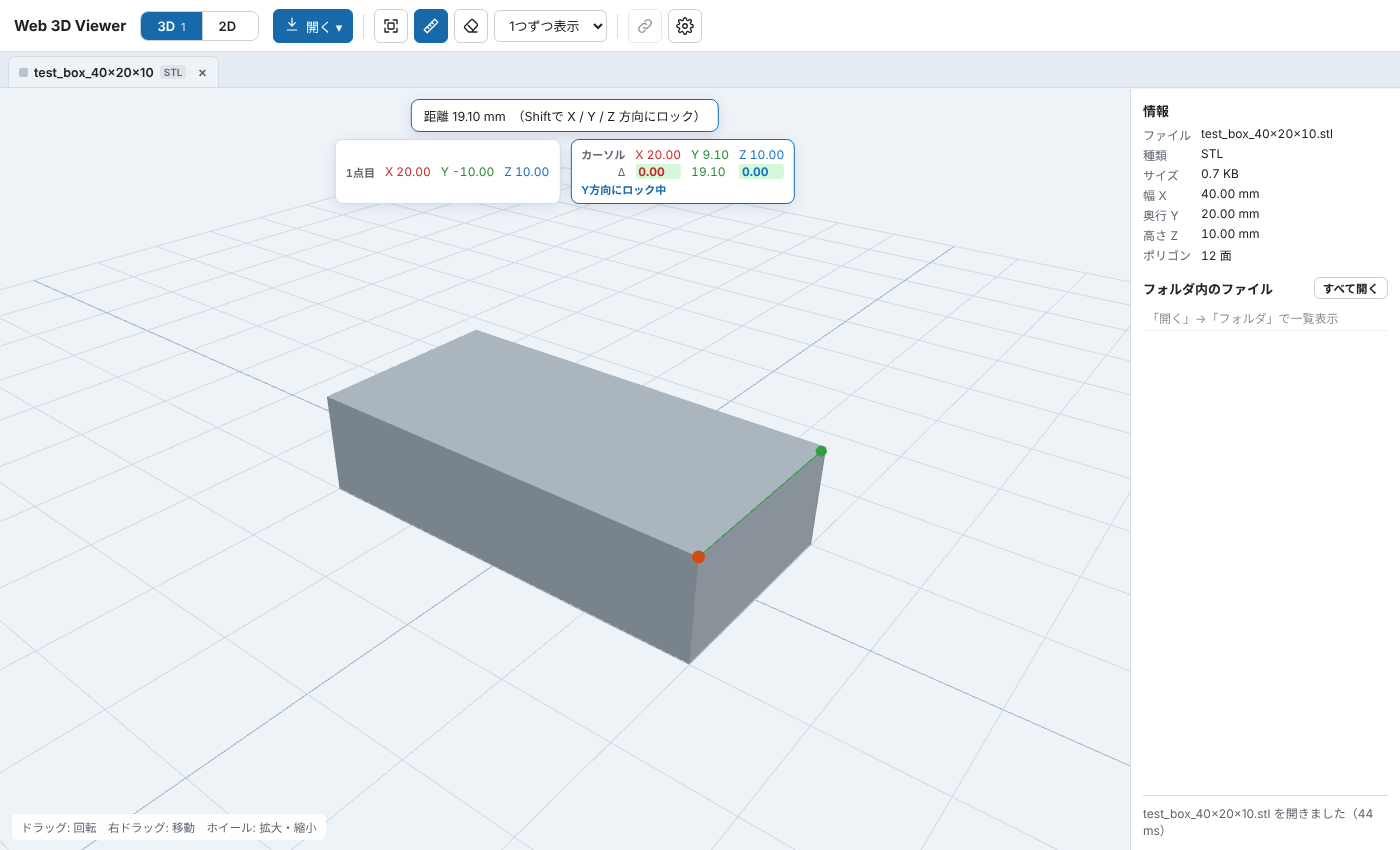 Web 3D Viewer 3D 1 2D 開く ▾ 1つずつ表示
test_box_40×20×10 STL ×
距離 19.10 mm （Shiftで X / Y / Z 方向にロック）
1点目 X 20.00 Y -10.00 Z 10.00
カーソル X 20.00 Y 9.10 Z 10.00
Δ 0.00 19.10 0.00
Y方向にロック中
情報
ファイル test_box_40×20×10.stl
種類 STL
サイズ 0.7 KB
幅 X 40.00 mm
奥行 Y 20.00 mm
高さ Z 10.00 mm
ポリゴン 12 面
フォルダ内のファイル すべて開く
「開く」→「フォルダ」で一覧表示
ドラッグ: 回転 右ドラッグ: 移動 ホイール: 拡大・縮小
test_box_40×20×10.stl を開きました（44
ms）